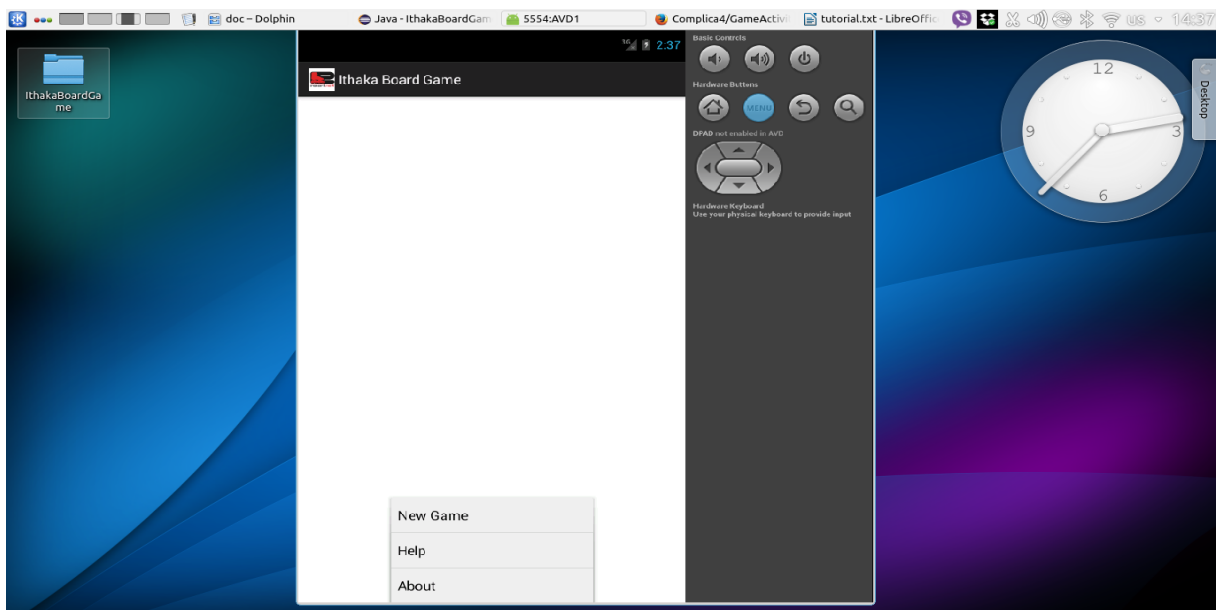 doc – Dolphin
Java - IthakaBoardGam
5554:AVD1
Complica4/GameActivi
tutorial.txt - LibreOffic
US
14:37
IthakaBoardGa
me
3G
2.37
Ithaka Board Game
Basic Controls
Hardware Buttons
MENU
DPAD not enabled in AVD
Hardware Keyboard
Use your physical keyboard to provide input
New Game
Help
About
12
9
3
6
Desktop